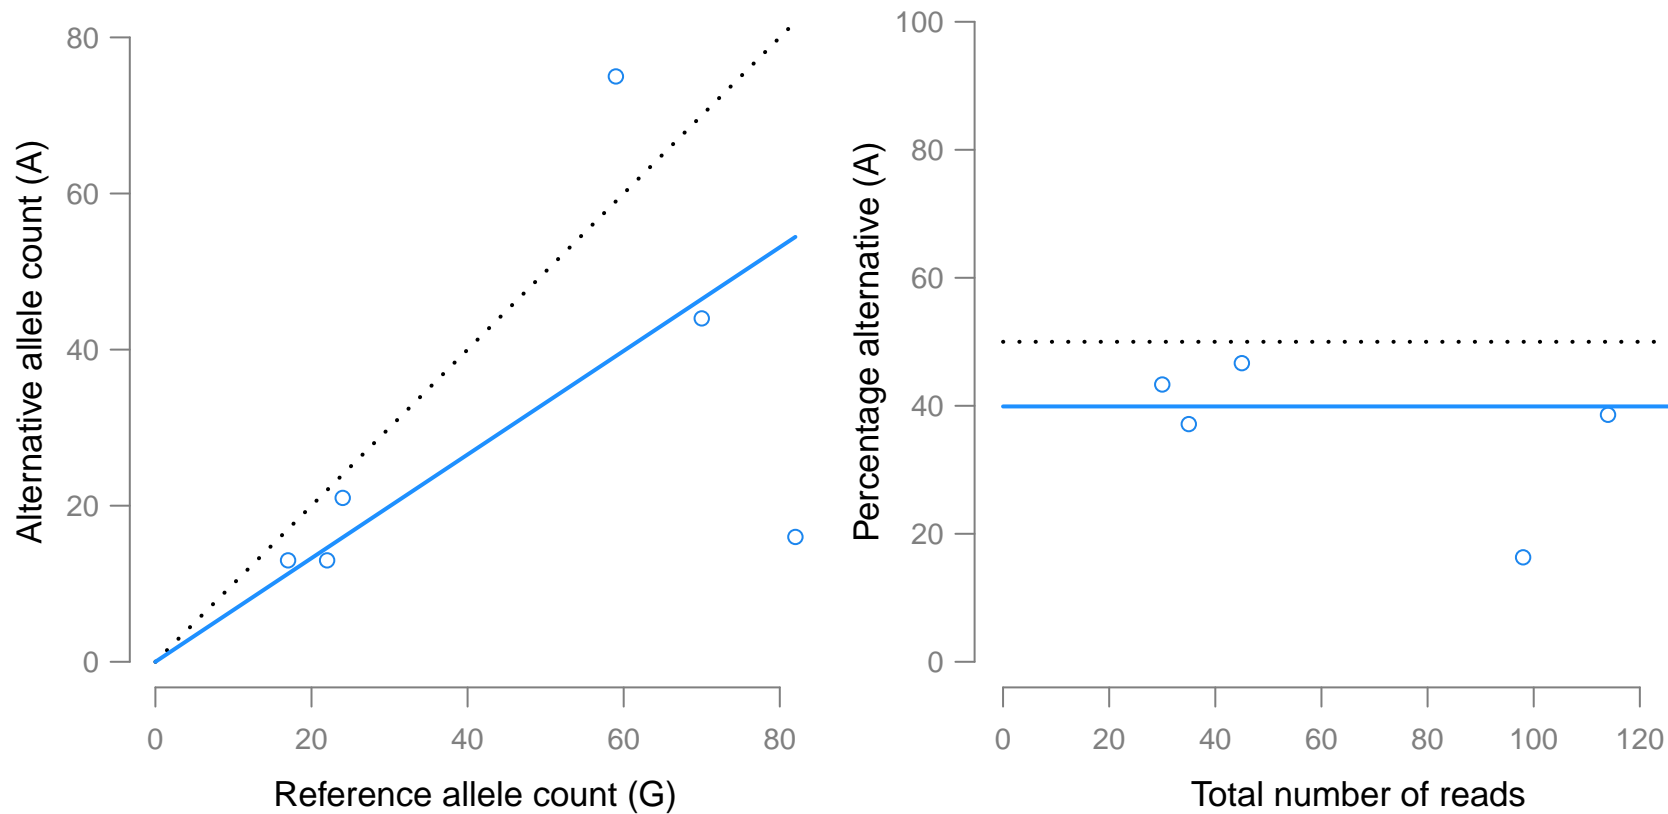 Alternative allele count (A)
80
60
40
20
0
0 20 40 60 80
Reference allele count (G)
Percentage alternative (A)
100
80
60
40
20
0
0 20 40 60 80 100 120
Total number of reads